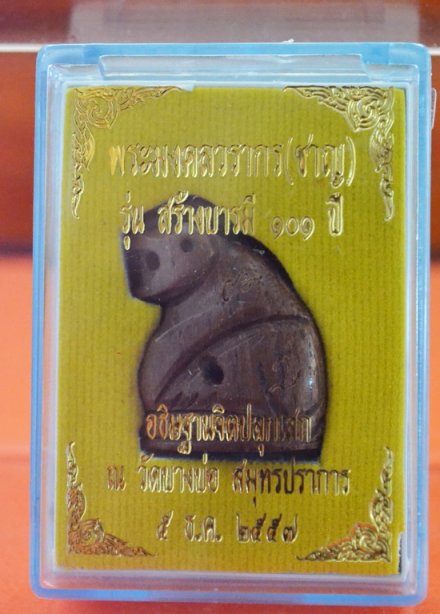 พระมงคลวรากร(ชาญ)
รุ่น สร้างบารมี ๑๐๑ ปี
อธิษฐานจิตปลุกเสก
ณ วัดบางบ่อ สมุทรปราการ
๕ ธ.ค. ๒๕๕๗